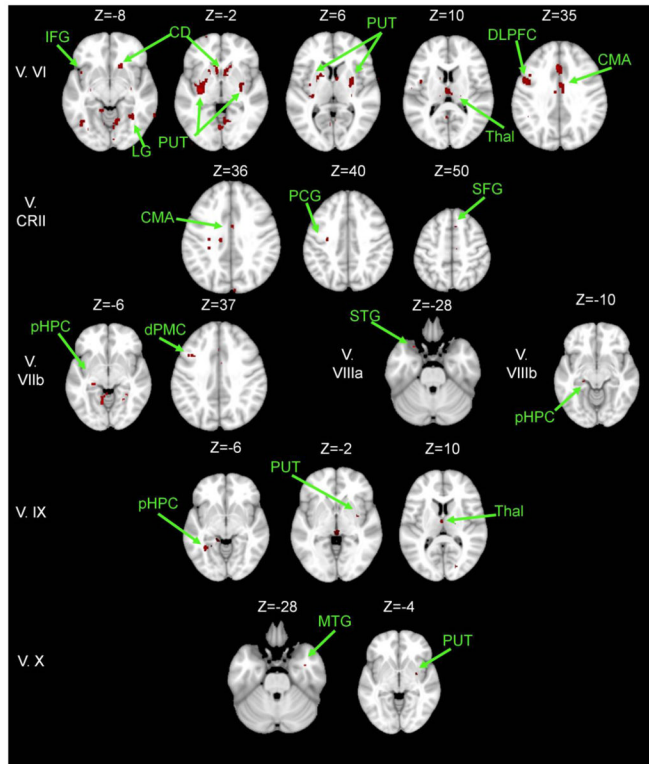 Z=-8 Z=-2 Z=6 Z=10 Z=35
IFG CD PUT DLPFC
V. VI CMA
LG PUT Thal
Z=36 Z=40 Z=50
V.
CRII
CMA PCG SFG
Z=-6 Z=37 Z=-28 Z=-10
pHPC dPMC STG
V.
VIIb
V.
VIIIa
V.
VIIIb
pHPC
Z=-6 Z=-2 Z=10
PUT
pHPC
V. IX Thal
Z=-28 Z=-4
MTG
PUT
V. X